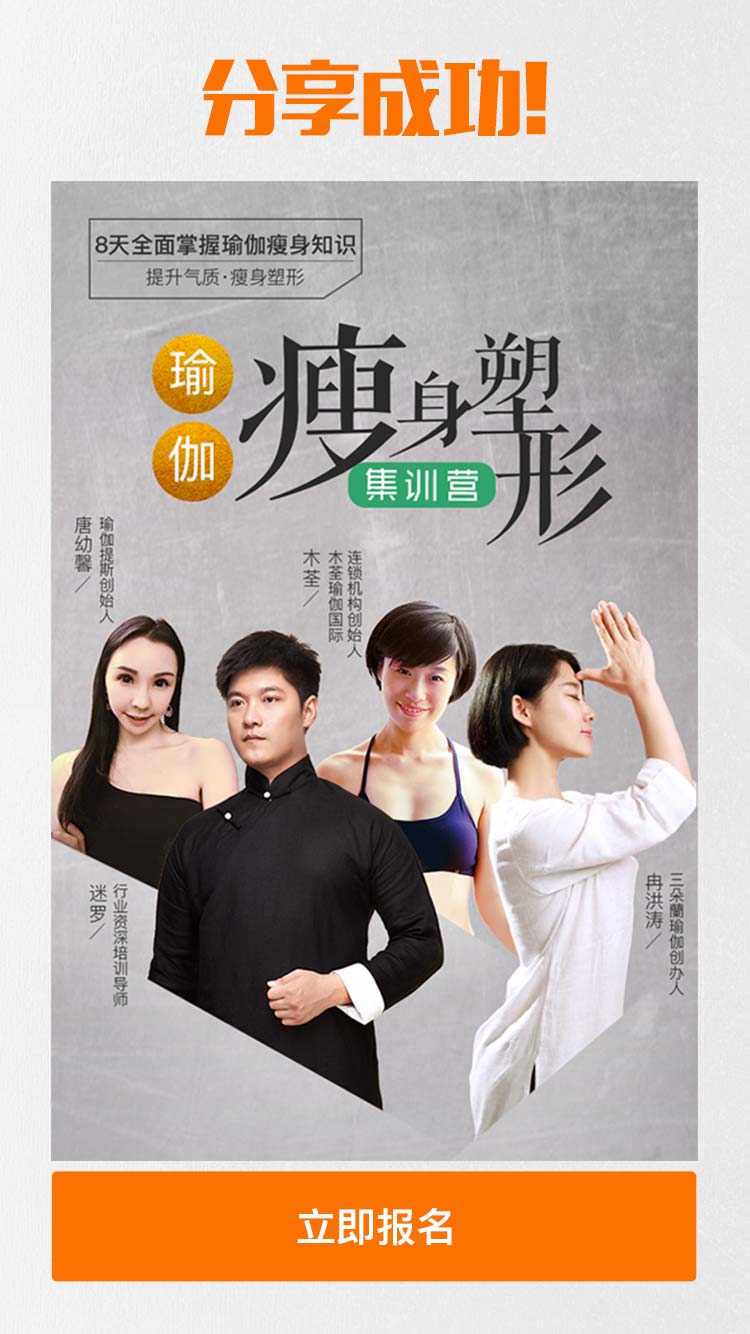 分享成功!
8天全面掌握瑜伽瘦身知识
提升气质·瘦身塑形
瑜伽
瘦身塑形
集训营
瑜伽提斯创始人
唐幼馨
连锁机构创始人
木荃瑜伽国际
木荃
行业资深培训导师
迷罗
三朵蘭瑜伽创办人
冉洪涛
立即报名